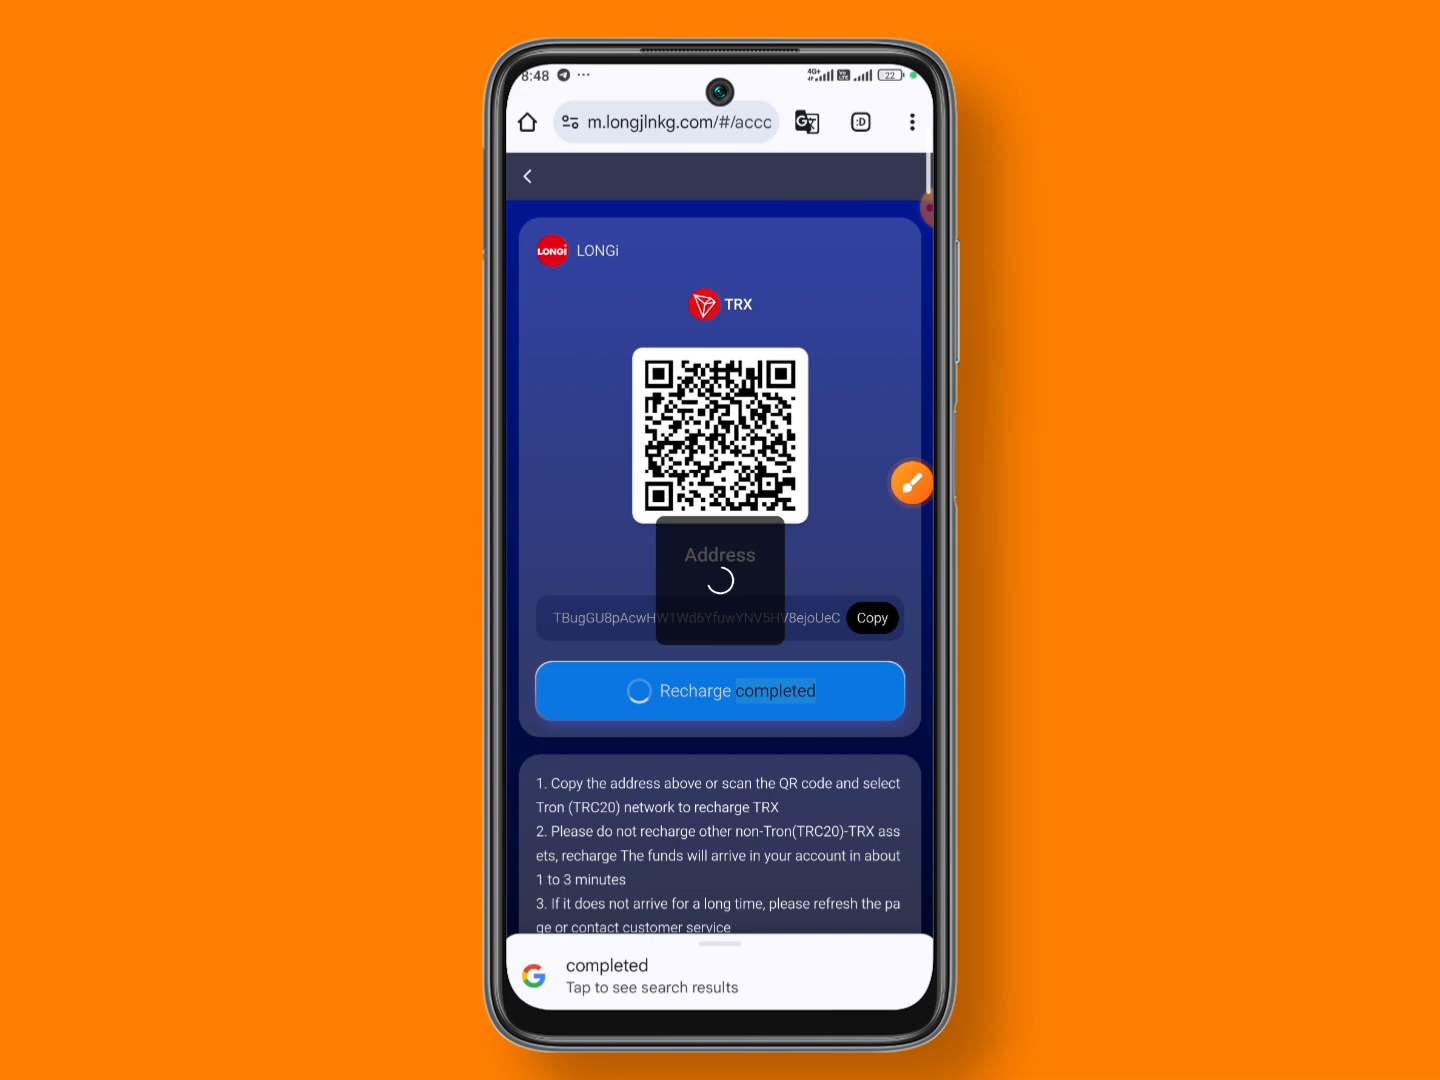 8:48
4G+
22
m.longjlnkg.com/#/accc
:D
LONGi
LONGi
TRX
Address
TBugGU8pAcwHW1Wd6YfuwYNV5HV8ejoUeC
Copy
Recharge completed
1. Copy the address above or scan the QR code and select
Tron (TRC20) network to recharge TRX
2. Please do not recharge other non-Tron(TRC20)-TRX ass
ets, recharge The funds will arrive in your account in about
1 to 3 minutes
3. If it does not arrive for a long time, please refresh the pa
ge or contact customer service
completed
Tap to see search results